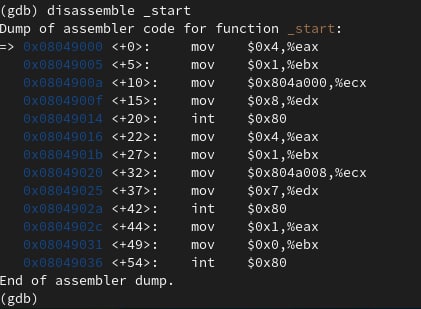 (gdb) disassemble _start
Dump of assembler code for function _start:
=> 0x08049000 <+0>:     mov    $0x4,%eax
   0x08049005 <+5>:     mov    $0x1,%ebx
   0x0804900a <+10>:    mov    $0x804a000,%ecx
   0x0804900f <+15>:    mov    $0x8,%edx
   0x08049014 <+20>:    int    $0x80
   0x08049016 <+22>:    mov    $0x4,%eax
   0x0804901b <+27>:    mov    $0x1,%ebx
   0x08049020 <+32>:    mov    $0x804a008,%ecx
   0x08049025 <+37>:    mov    $0x7,%edx
   0x0804902a <+42>:    int    $0x80
   0x0804902c <+44>:    mov    $0x1,%eax
   0x08049031 <+49>:    mov    $0x0,%ebx
   0x08049036 <+54>:    int    $0x80
End of assembler dump.
(gdb)